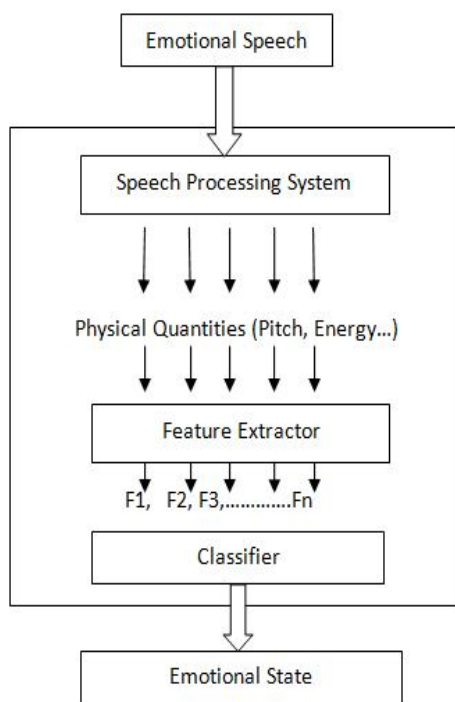 Emotional Speech
Speech Processing System
Physical Quantities (Pitch, Energy...)
Feature Extractor
F1, F2, F3,..............Fn
Classifier
Emotional State